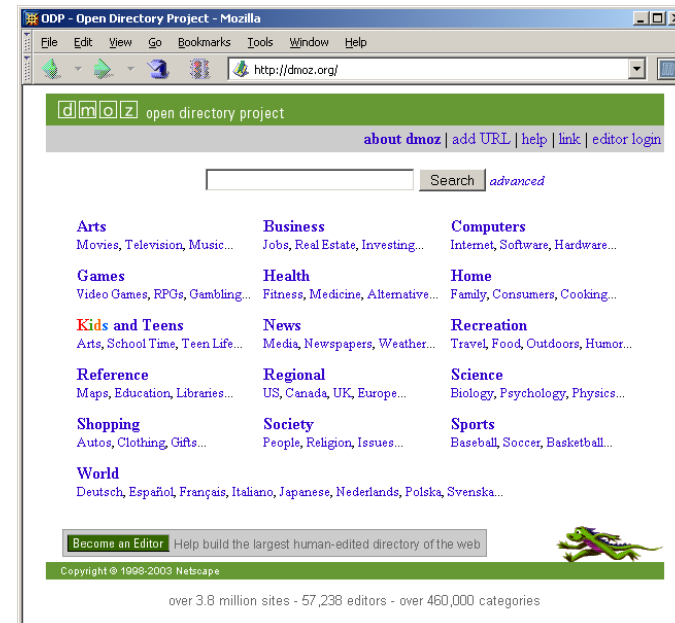 ODP - Open Directory Project - Mozilla
File Edit View Go Bookmarks Tools Window Help
http://dmoz.org/
dmoz open directory project
about dmoz | add URL | help | link | editor login
Search advanced
Arts Business Computers
Movies, Television, Music... Jobs, Real Estate, Investing... Internet, Software, Hardware...
Games Health Home
Video Games, RPGs, Gambling... Fitness, Medicine, Alternative... Family, Consumers, Cooking...
Kids and Teens News Recreation
Arts, School Time, Teen Life... Media, Newspapers, Weather... Travel, Food, Outdoors, Humor...
Reference Regional Science
Maps, Education, Libraries... US, Canada, UK, Europe... Biology, Psychology, Physics...
Shopping Society Sports
Autos, Clothing, Gifts... People, Religion, Issues... Baseball, Soccer, Basketball...
World
Deutsch, Español, Français, Italiano, Japanese, Nederlands, Polska, Svenska...
Become an Editor Help build the largest human-edited directory of the web
Copyright © 1998-2003 Netscape
over 3.8 million sites - 57,238 editors - over 460,000 categories